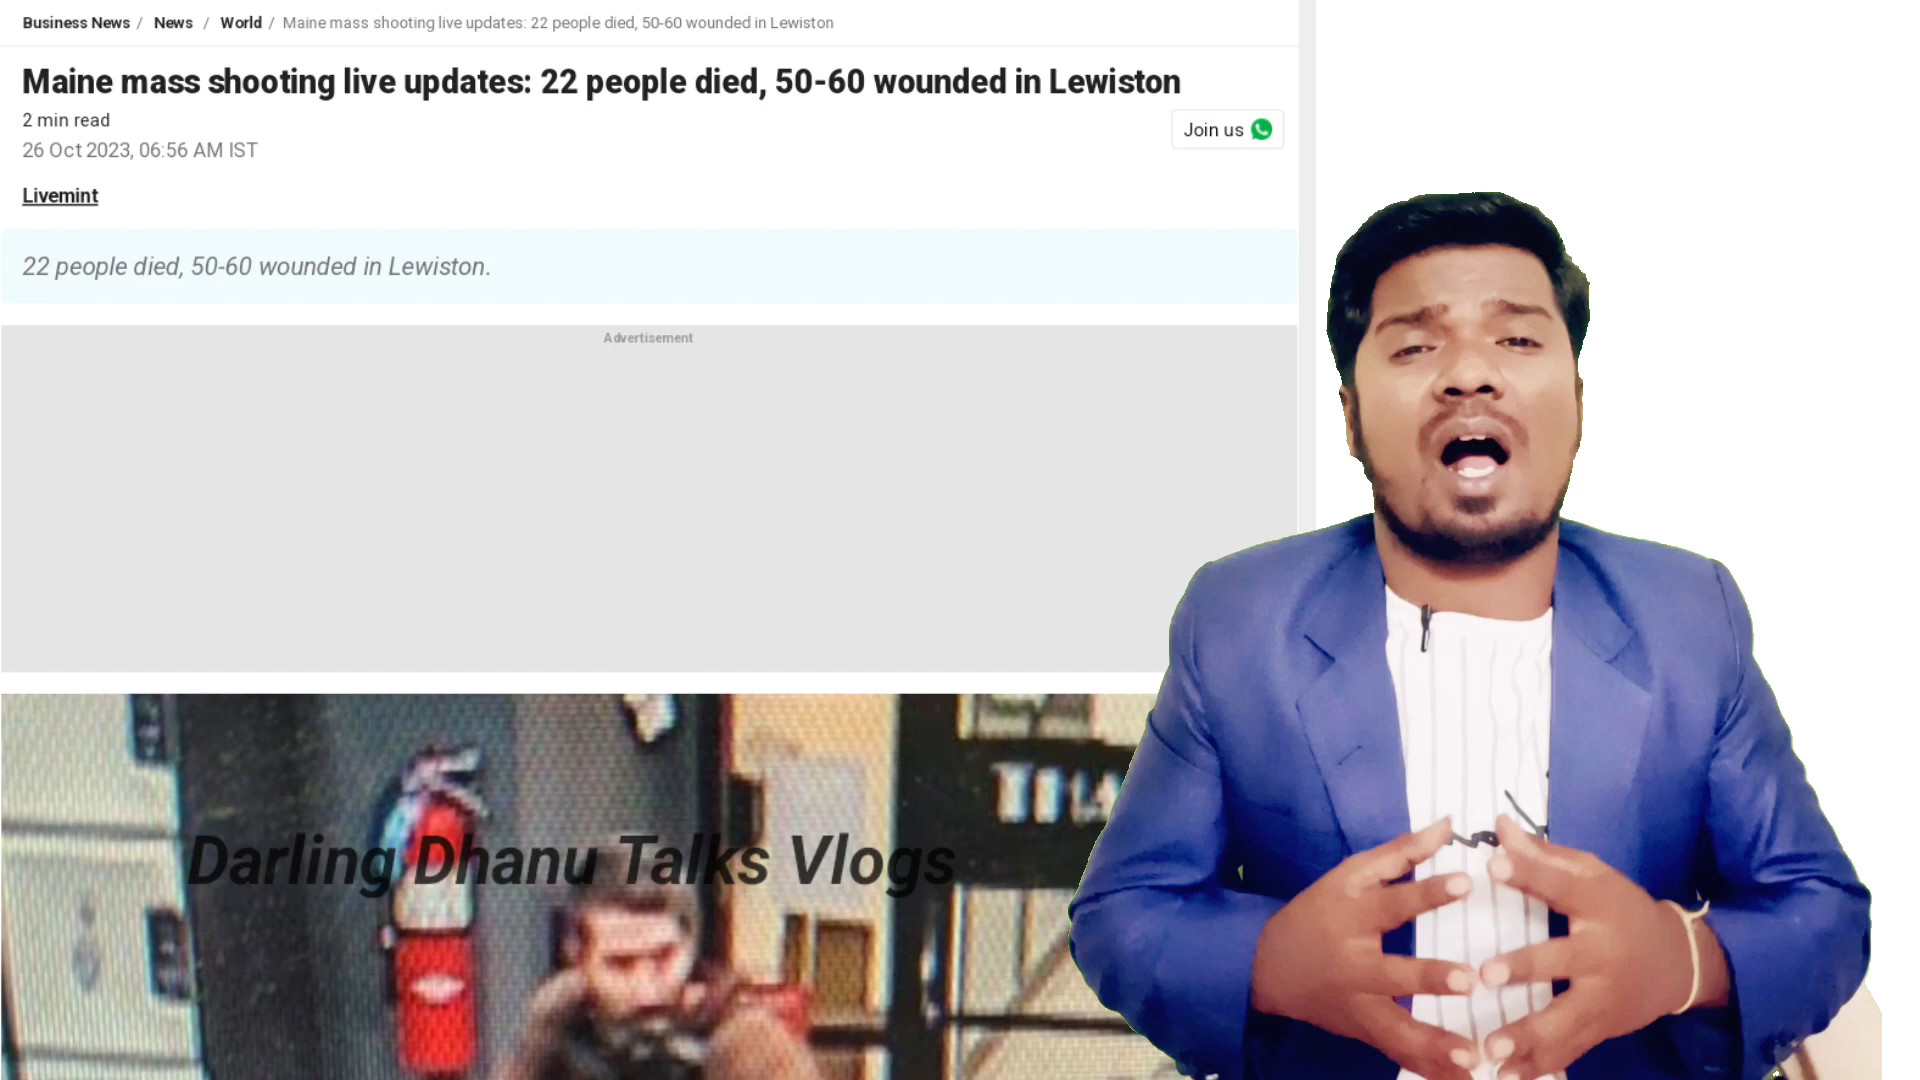 Business News / News / World / Maine mass shooting live updates: 22 people died, 50-60 wounded in Lewiston
Maine mass shooting live updates: 22 people died, 50-60 wounded in Lewiston
2 min read
Join us
26 Oct 2023, 06:56 AM IST
Livemint
22 people died, 50-60 wounded in Lewiston.
Advertisement
Darling Dhanu Talks Vlogs